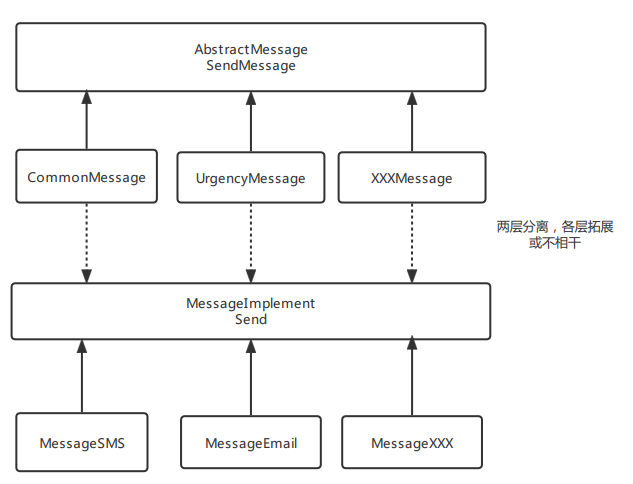 AbstractMessage
SendMessage
CommonMessage
UrgencyMessage
XXXMessage
两层分离，各层拓展
或不相干
MessageImplement
Send
MessageSMS
MessageEmail
MessageXXX